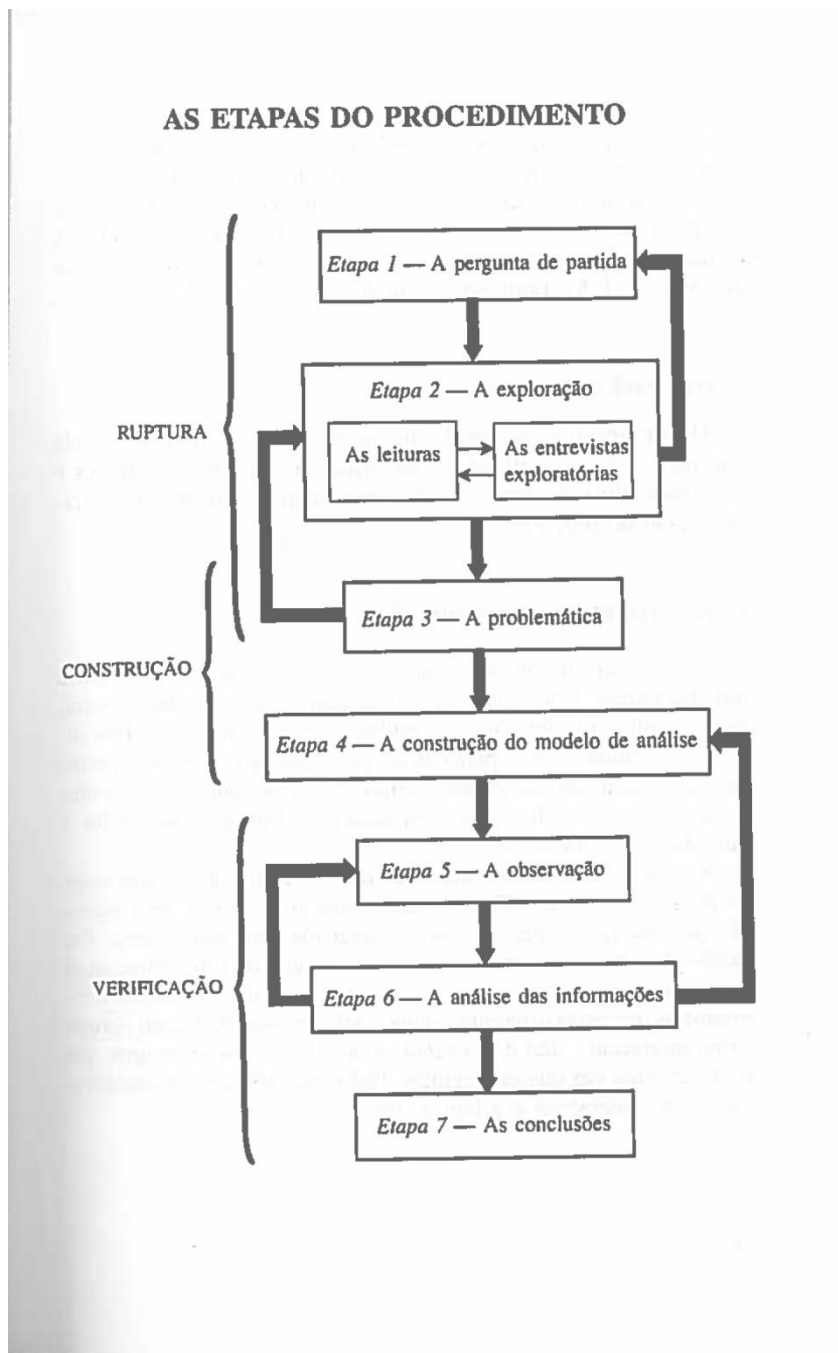 AS ETAPAS DO PROCEDIMENTO
Etapa 1 — A pergunta de partida
Etapa 2 — A exploração
RUPTURA
As leituras
As entrevistas
exploratórias
Etapa 3 — A problemática
CONSTRUÇÃO
Etapa 4 — A construção do modelo de análise
Etapa 5 — A observação
VERIFICAÇÃO
Etapa 6 — A análise das informações
Etapa 7 — As conclusões